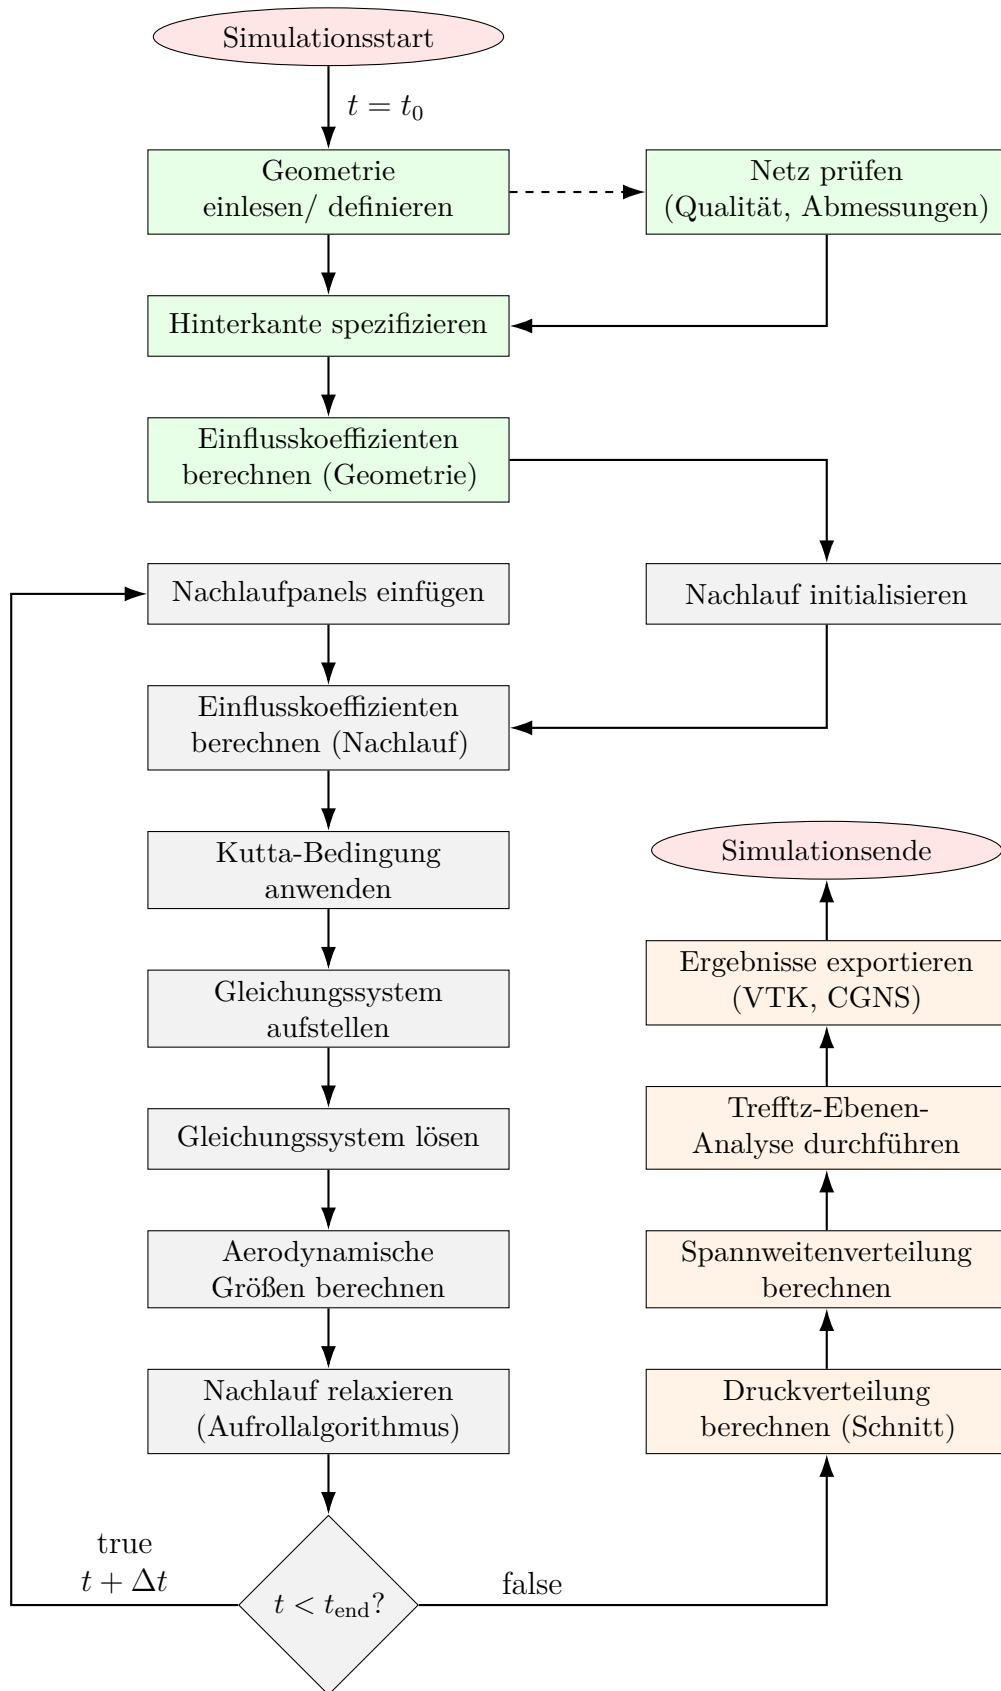 Simulationsstart
t = t₀
Geometrie
einlesen/ definieren
Netz prüfen
(Qualität, Abmessungen)
Hinterkante spezifizieren
Einflusskoeffizienten
berechnen (Geometrie)
Nachlaufpanels einfügen
Nachlauf initialisieren
Einflusskoeffizienten
berechnen (Nachlauf)
Kutta-Bedingung
anwenden
Gleichungssystem
aufstellen
Gleichungssystem lösen
Aerodynamische
Größen berechnen
Nachlauf relaxieren
(Aufrollalgorithmus)
true
t + Δt
t < t_end?
false
Druckverteilung
berechnen (Schnitt)
Spannweitenverteilung
berechnen
Trefftz-Ebenen-
Analyse durchführen
Ergebnisse exportieren
(VTK, CGNS)
Simulationsende